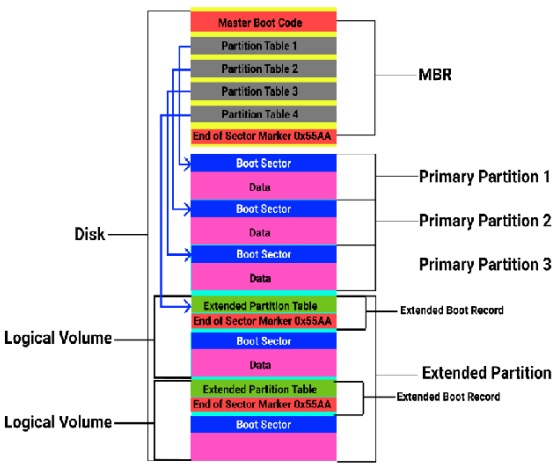 Master Boot Code
Partition Table 1
Partition Table 2
Partition Table 3
Partition Table 4
End of Sector Marker 0x55AA
MBR
Boot Sector
Data
Boot Sector
Data
Boot Sector
Data
Primary Partition 1
Primary Partition 2
Primary Partition 3
Disk
Extended Partition Table
End of Sector Marker 0x55AA
Extended Boot Record
Boot Sector
Data
Logical Volume
Extended Partition
Extended Partition Table
End of Sector Marker 0x55AA
Extended Boot Record
Boot Sector
Logical Volume